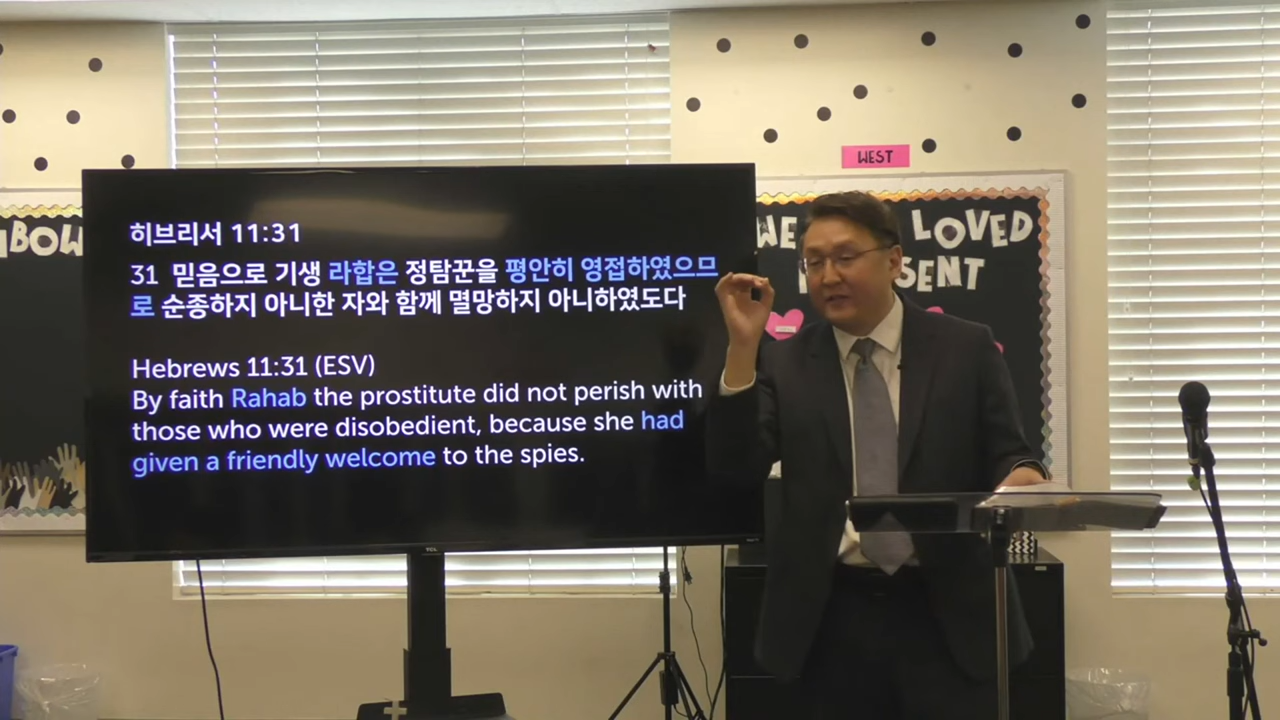 WEST
BOW
WE LOVED
SENT
히브리서 11:31
31 믿음으로 기생 라합은 정탐꾼을 평안히 영접하였으므
로 순종하지 아니한 자와 함께 멸망하지 아니하였도다
Hebrews 11:31 (ESV)
By faith Rahab the prostitute did not perish with
those who were disobedient, because she had
given a friendly welcome to the spies.
TCL